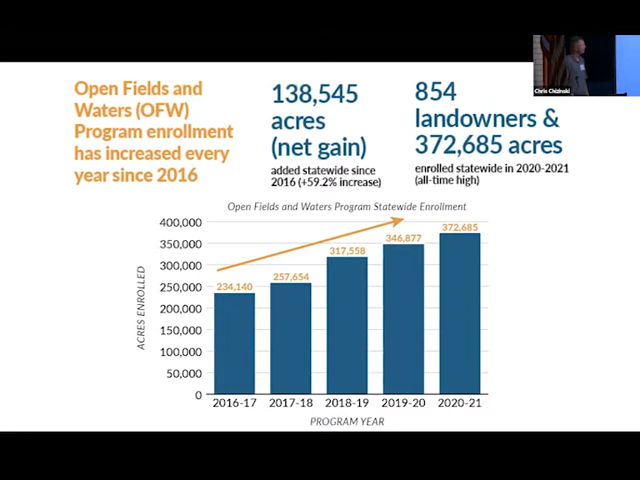 Open Fields and
Waters (OFW)
Program enrollment
has increased every
year since 2016
138,545
acres
(net gain)
added statewide since
2016 (+59.2% increase)
854
landowners &
372,685 acres
enrolled statewide in 2020-2021
(all-time high)
Chris Chizinski
Open Fields and Waters Program Statewide Enrollment
ACRES ENROLLED
400,000
350,000
300,000
250,000
200,000
150,000
100,000
50,000
0
234,140
257,654
317,558
346,877
372,685
2016-17 2017-18 2018-19 2019-20 2020-21
PROGRAM YEAR